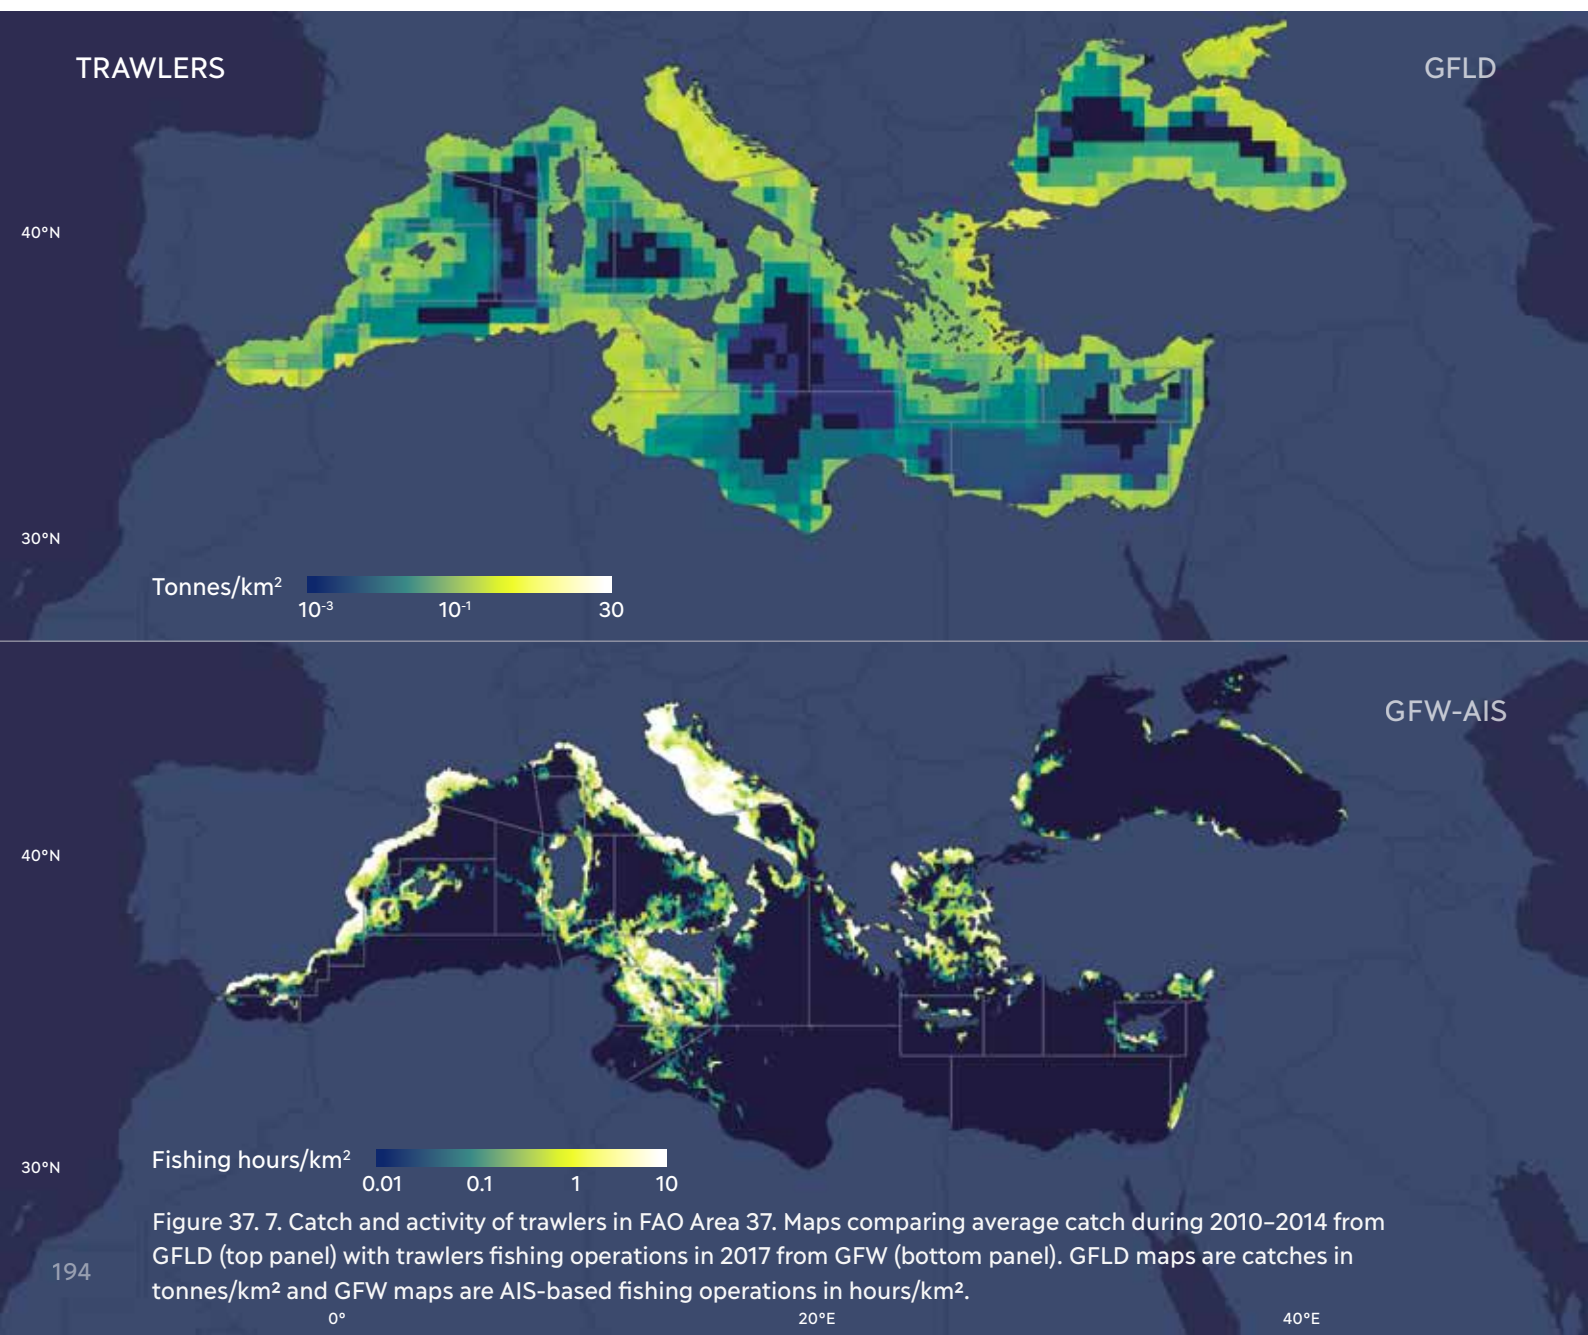 TRAWLERS
GFLD
40°N
30°N
Tonnes/km²
10⁻³ 10⁻¹ 30
GFW-AIS
40°N
30°N
Fishing hours/km²
0.01 0.1 1 10
Figure 37. 7. Catch and activity of trawlers in FAO Area 37. Maps comparing average catch during 2010–2014 from
GFLD (top panel) with trawlers fishing operations in 2017 from GFW (bottom panel). GFLD maps are catches in
tonnes/km² and GFW maps are AIS-based fishing operations in hours/km².
194
0° 20°E 40°E